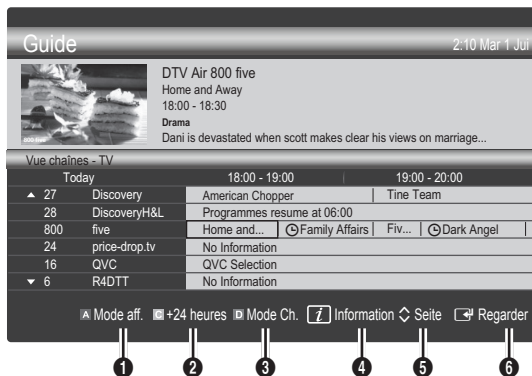 Guide 2:10 Mar 1 Jui
DTV Air 800 five
Home and Away
18:00 - 18:30
Drama
Dani is devastated when scott makes clear his views on marriage...
800 five
Vue chaînes - TV
Today 18:00 - 19:00 19:00 - 20:00
▲ 27 Discovery American Chopper Tine Team
28 DiscoveryH&L Programmes resume at 06:00
800 five Home and... Family Affairs Fiv... Dark Angel
24 price-drop.tv No Information
16 QVC QVC Selection
▼ 6 R4DTT No Information
A Mode aff. C +24 heures D Mode Ch. i Information Seite Regarder
1 2 3 4 5 6